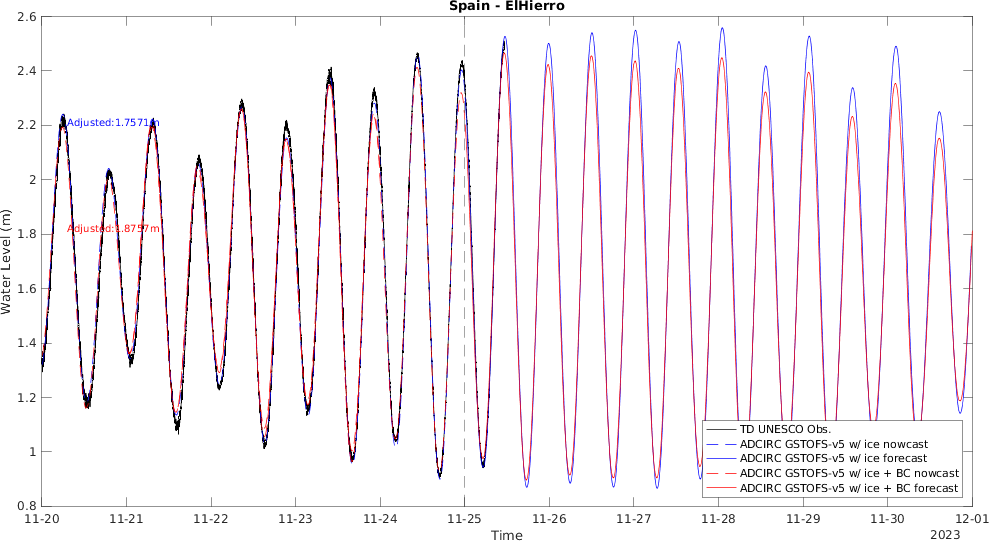 Spain - ElHierro
2.6
2.4
2.2
2
1.8
1.6
1.4
1.2
1
0.8
Water Level (m)
Adjusted:1.7571m
Adjusted:1.8757m
TD UNESCO Obs.
ADCIRC GSTOFS-v5 w/ ice nowcast
ADCIRC GSTOFS-v5 w/ ice forecast
ADCIRC GSTOFS-v5 w/ ice + BC nowcast
ADCIRC GSTOFS-v5 w/ ice + BC forecast
11-20 11-21 11-22 11-23 11-24 11-25 11-26 11-27 11-28 11-29 11-30 12-01
Time
2023